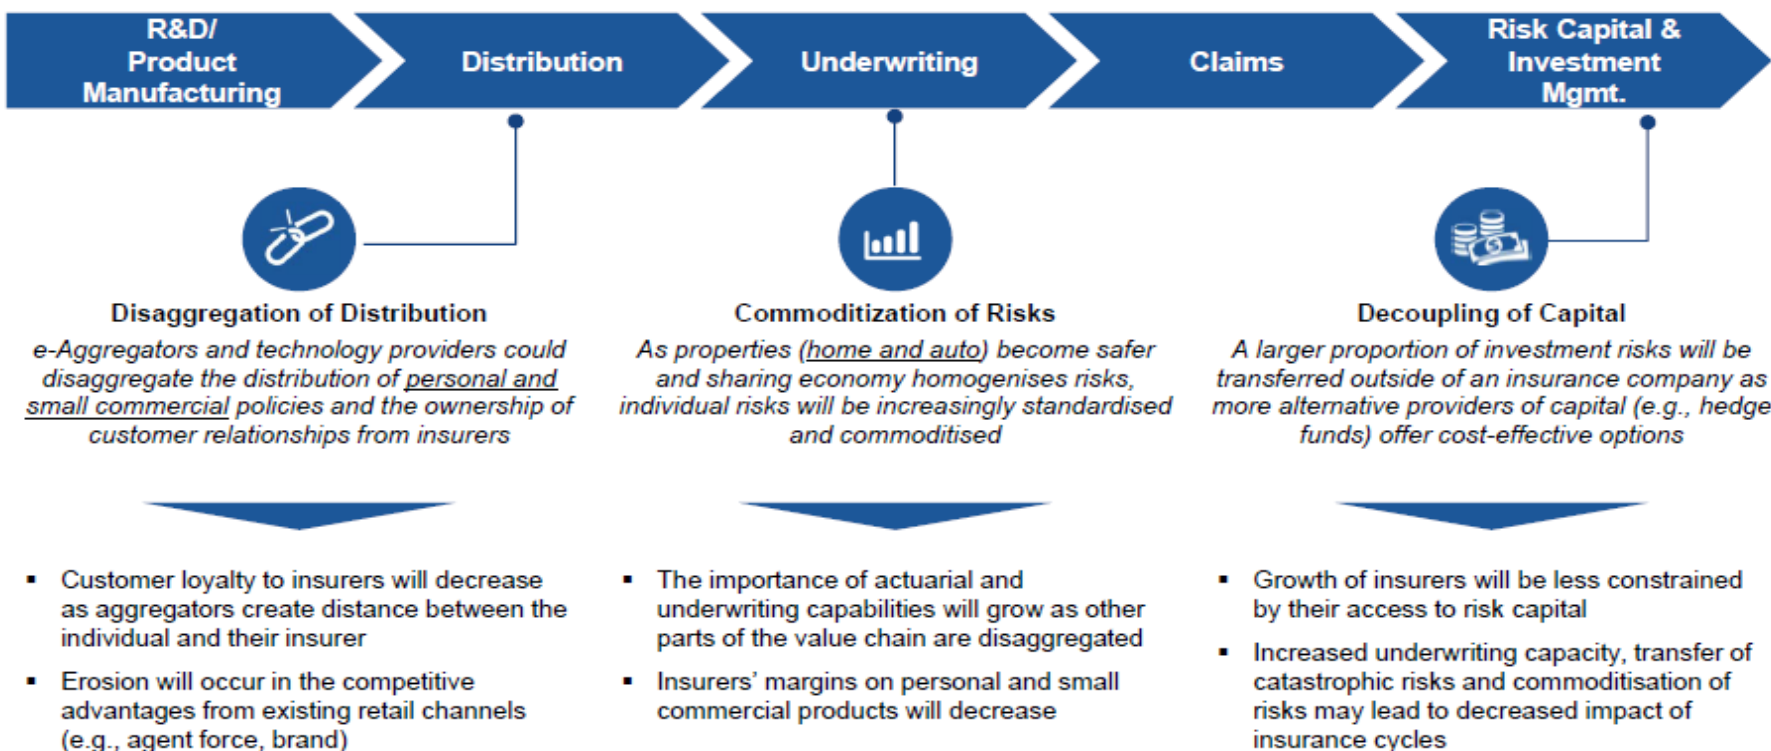 R&D/
Product
Manufacturing
Distribution
Underwriting
Claims
Risk Capital &
Investment
Mgmt.
Disaggregation of Distribution
e-Aggregators and technology providers could
disaggregate the distribution of personal and
small commercial policies and the ownership of
customer relationships from insurers
Commoditization of Risks
As properties (home and auto) become safer
and sharing economy homogenises risks,
individual risks will be increasingly standardised
and commoditised
Decoupling of Capital
A larger proportion of investment risks will be
transferred outside of an insurance company as
more alternative providers of capital (e.g., hedge
funds) offer cost-effective options
▪ Customer loyalty to insurers will decrease
as aggregators create distance between the
individual and their insurer
▪ Erosion will occur in the competitive
advantages from existing retail channels
(e.g., agent force, brand)
▪ The importance of actuarial and
underwriting capabilities will grow as other
parts of the value chain are disaggregated
▪ Insurers' margins on personal and small
commercial products will decrease
▪ Growth of insurers will be less constrained
by their access to risk capital
▪ Increased underwriting capacity, transfer of
catastrophic risks and commoditisation of
risks may lead to decreased impact of
insurance cycles